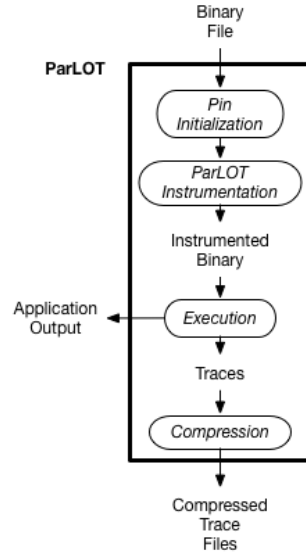 Binary
File
ParLOT
Pin
Initialization
ParLOT
Instrumentation
Instrumented
Binary
Application
Output
Execution
Traces
Compression
Compressed
Trace
Files